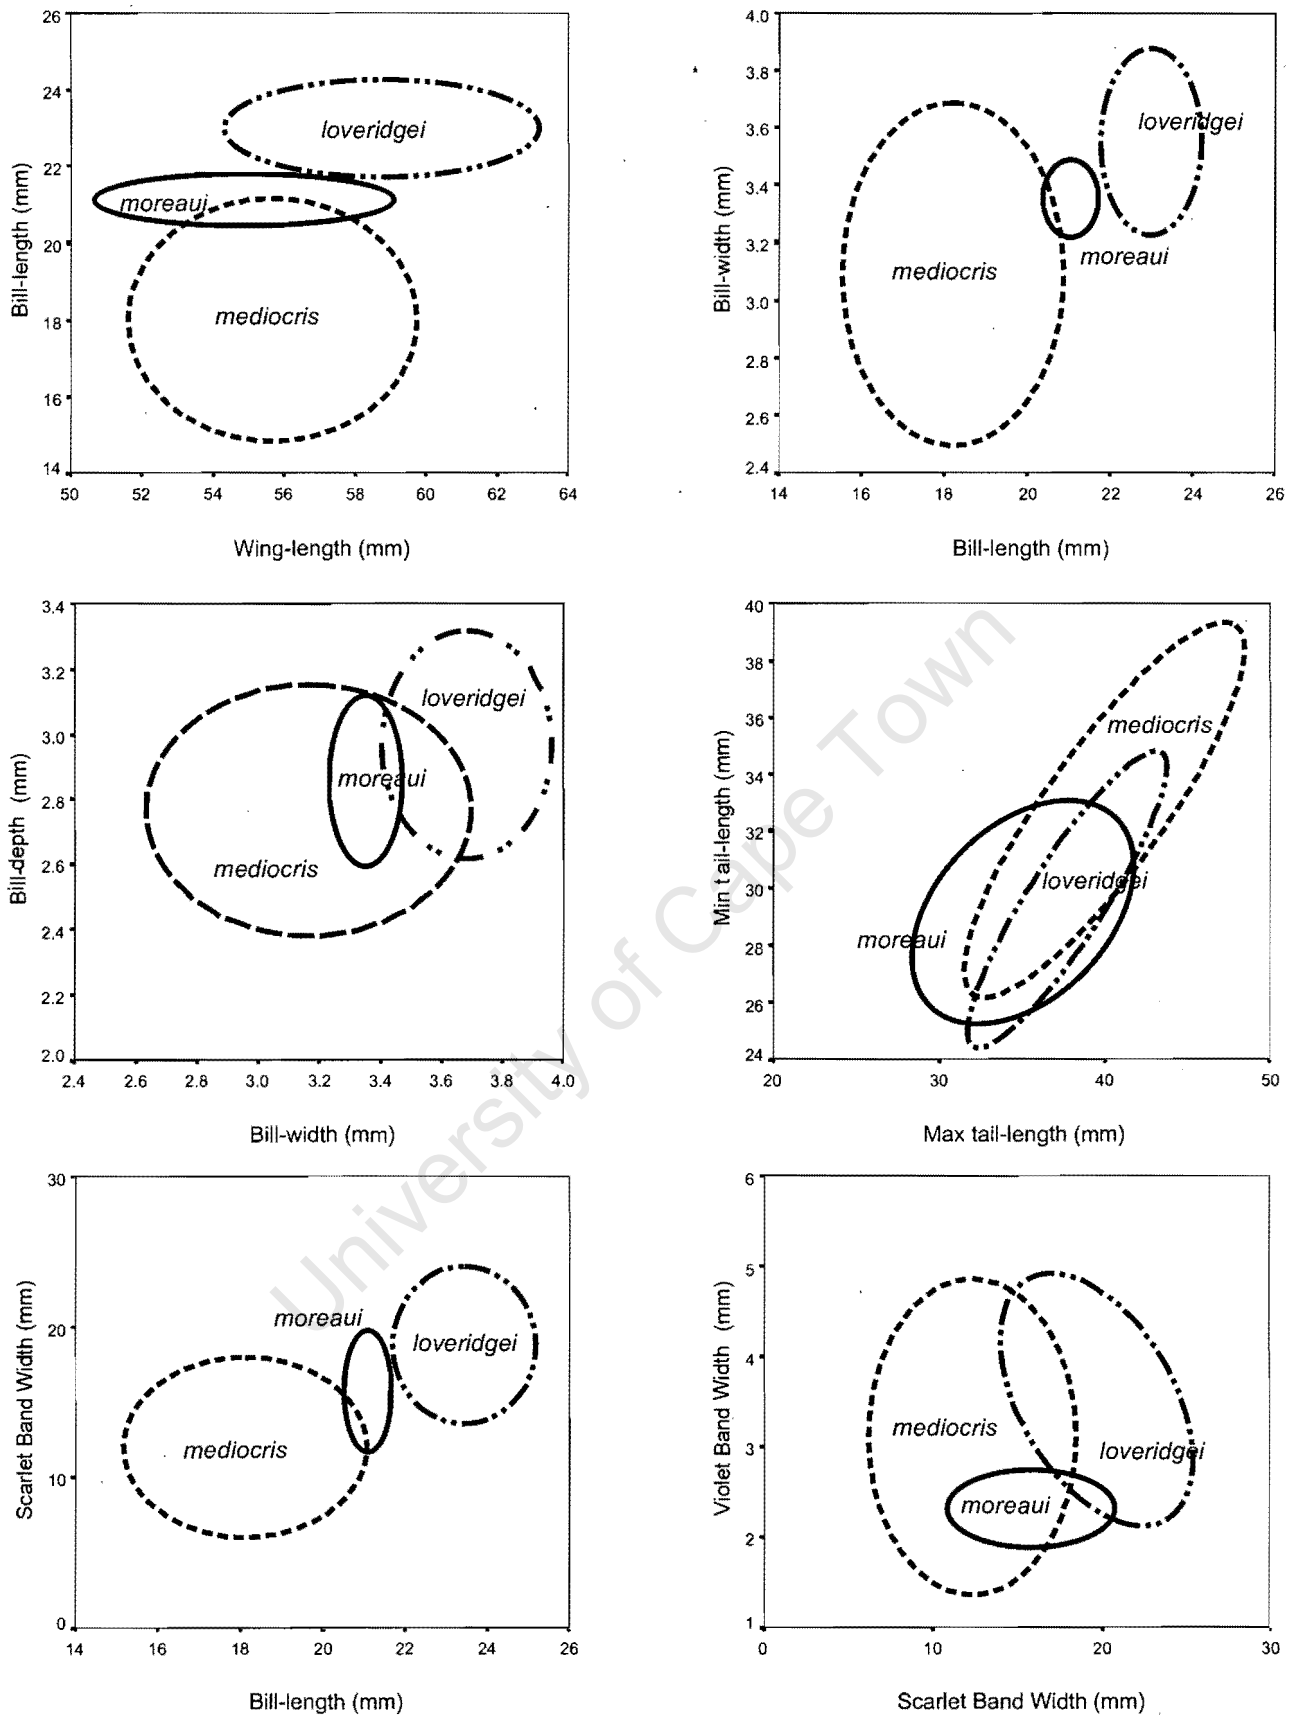 26
24
22
20
18
16
14
Bill-length (mm)
loveridgei
moreaui
mediocris
50 52 54 56 58 60 62 64
Wing-length (mm)
4.0
3.8
3.6
3.4
3.2
3.0
2.8
2.6
2.4
Bill-width (mm)
loveridgei
moreaui
mediocris
14 16 18 20 22 24 26
Bill-length (mm)
3.4
3.2
3.0
2.8
2.6
2.4
2.2
2.0
Bill-depth (mm)
loveridgei
moreaui
mediocris
2.4 2.6 2.8 3.0 3.2 3.4 3.6 3.8 4.0
Bill-width (mm)
40
38
36
34
32
30
28
26
24
Min t ail-length (mm)
mediocris
loveridgei
moreaui
20 30 40 50
Max tail-length (mm)
30
20
10
0
Scarlet Band Width (mm)
moreaui
loveridgei
mediocris
14 16 18 20 22 24 26
Bill-length (mm)
6
5
4
3
2
1
Violet Band Width (mm)
mediocris
loveridgei
moreaui
0 10 20 30
Scarlet Band Width (mm)
University of Cape Town